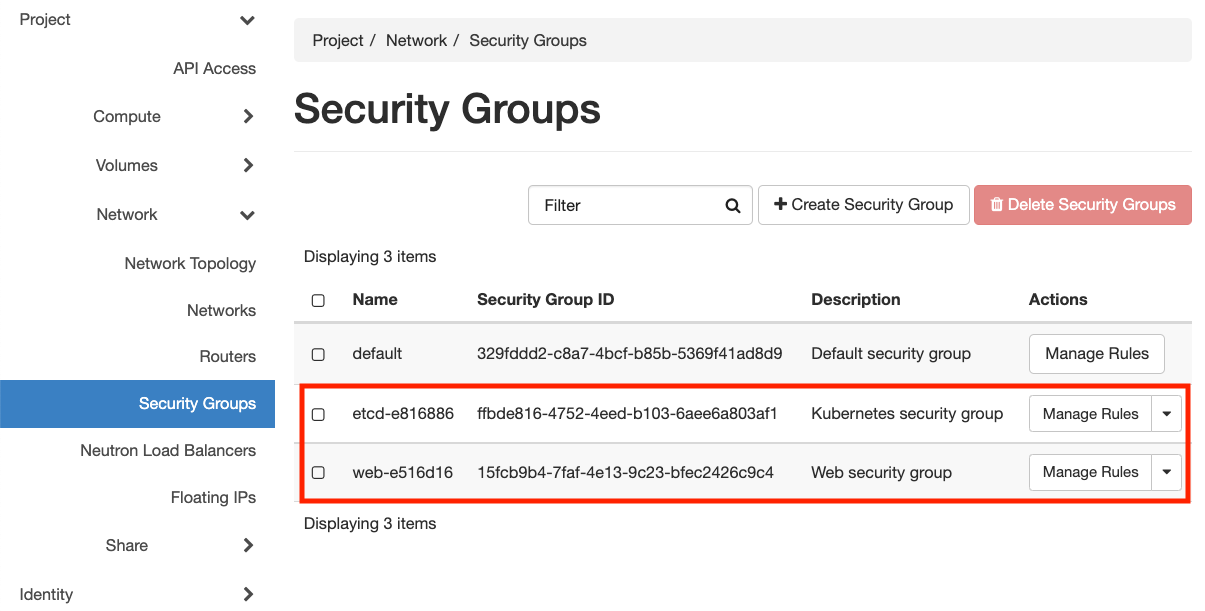 Project
API Access
Compute
Volumes
Network
Network Topology
Networks
Routers
Security Groups
Neutron Load Balancers
Floating IPs
Share
Identity
Project / Network / Security Groups
Security Groups
Filter Create Security Group Delete Security Groups
Displaying 3 items
Name Security Group ID Description Actions
default 329fddd2-c8a7-4bcf-b85b-5369f41ad8d9 Default security group Manage Rules
etcd-e816886 ffbde816-4752-4eed-b103-6aee6a803af1 Kubernetes security group Manage Rules
web-e516d16 15fcb9b4-7faf-4e13-9c23-bfec2426c9c4 Web security group Manage Rules
Displaying 3 items